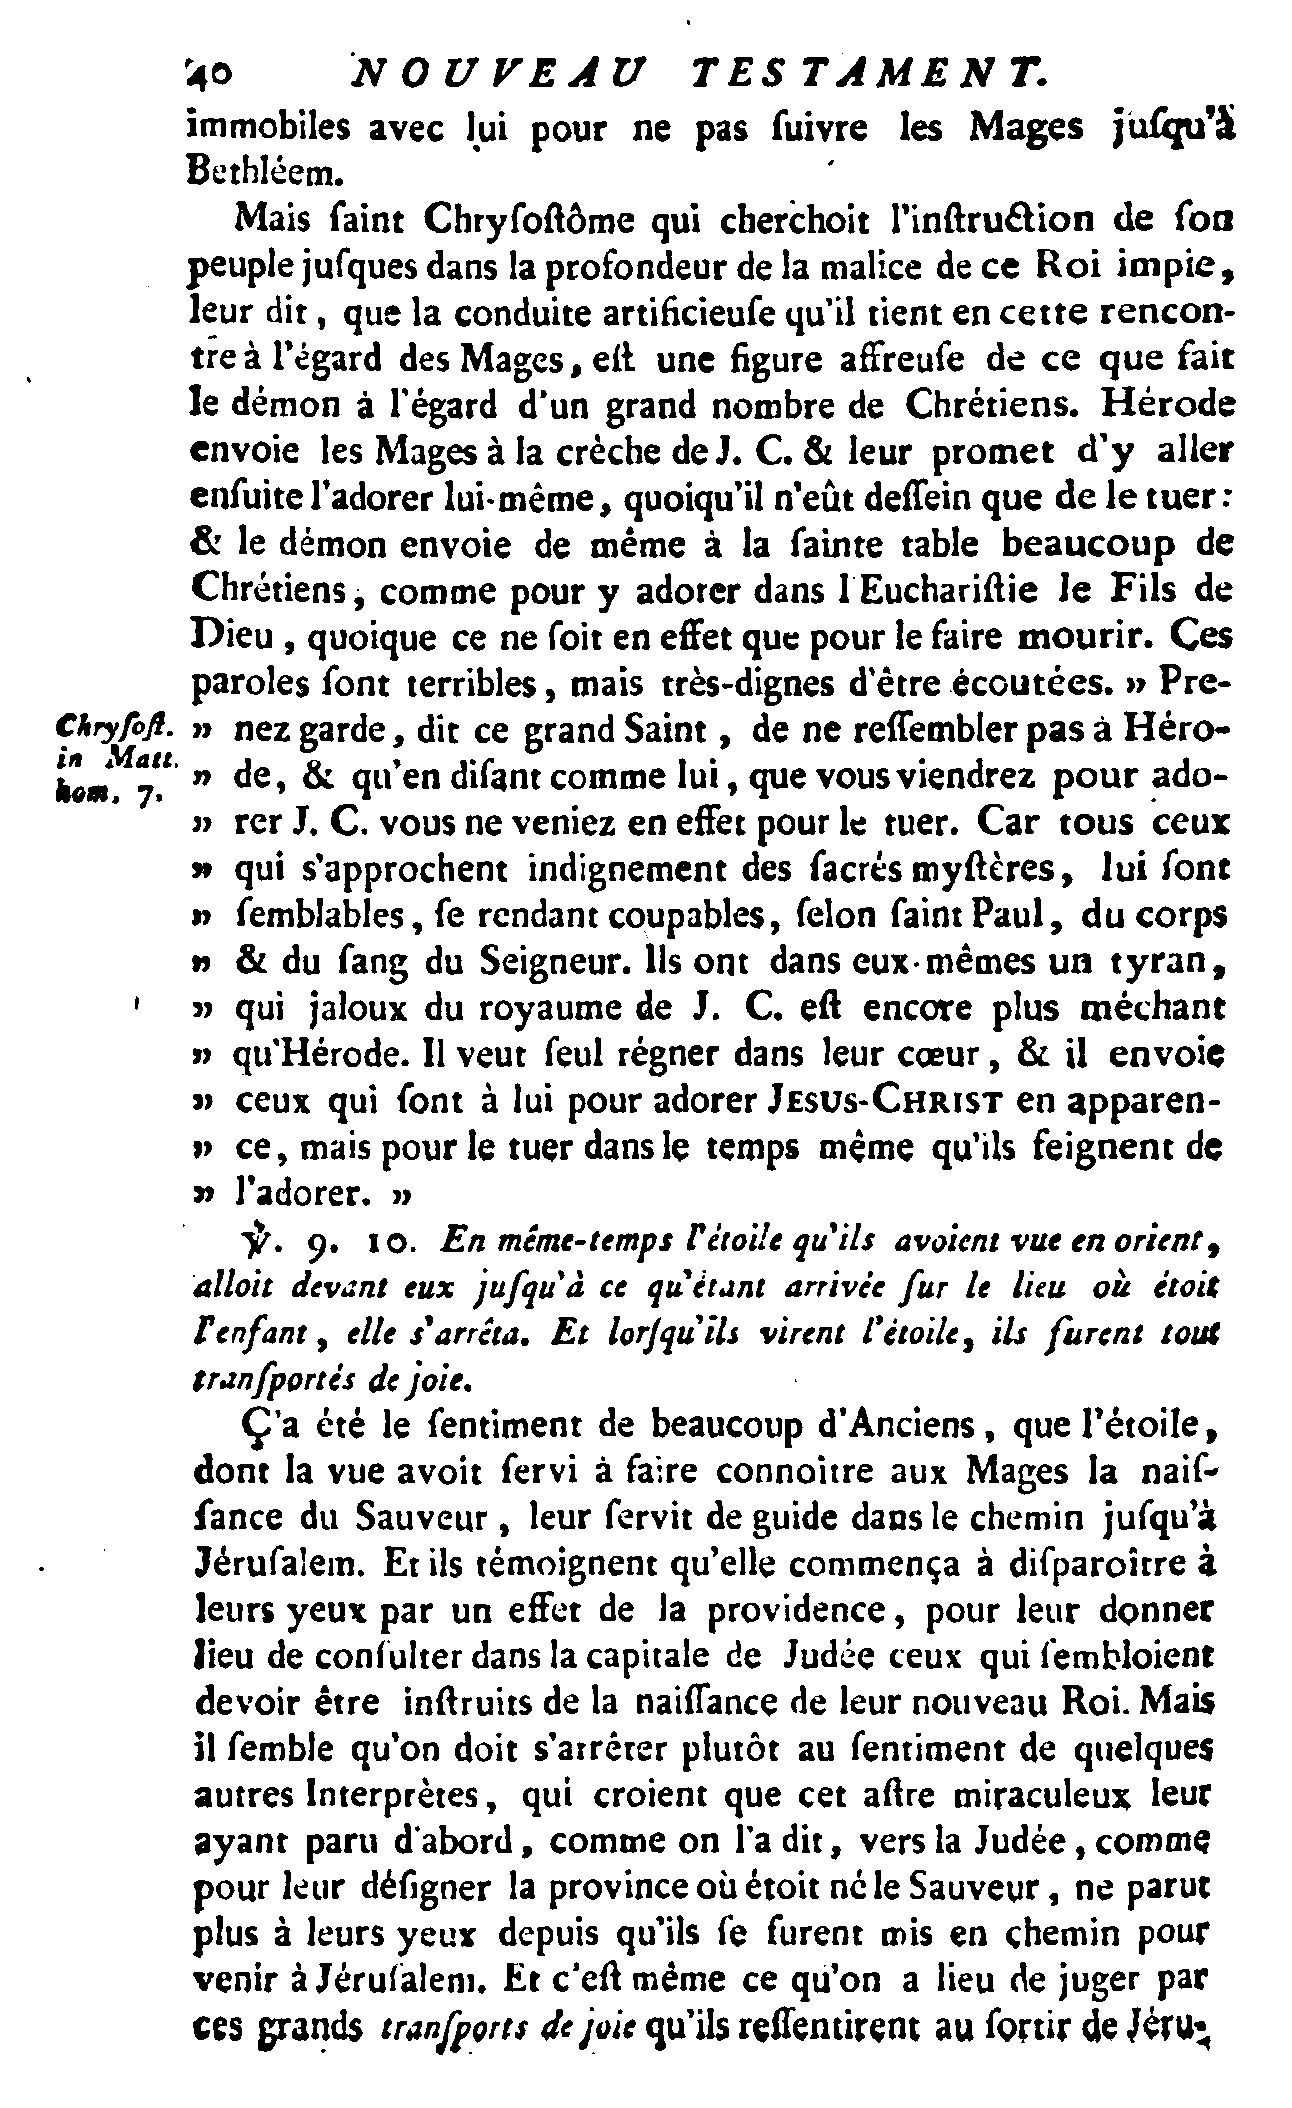 40 NOUVEAU TESTAMENT.
immobiles avec lui pour ne pas ſuivre les Mages juſqu'à
Bethléem.
Mais ſaint Chryſoſtôme qui cherchoit l'inſtruction de ſon
peuple juſques dans la profondeur de la malice de ce Roi impie,
leur dit, que la conduite artificieuſe qu'il tient en cette rencon-
tre à l'égard des Mages, eſt une figure affreuſe de ce que fait
le démon à l'égard d'un grand nombre de Chrétiens. Hérode
envoie les Mages à la crèche de J. C. & leur promet d'y aller
enſuite l'adorer lui-même, quoiqu'il n'eût deſſein que de le tuer:
& le démon envoie de même à la ſainte table beaucoup de
Chrétiens, comme pour y adorer dans l'Euchariſtie le Fils de
Dieu, quoique ce ne ſoit en effet que pour le faire mourir. Ces
paroles ſont terribles, mais très-dignes d'être écoutées. » Pre-
Chryſoſt.
in Matt.
hom. 7.
» nez garde, dit ce grand Saint, de ne reſſembler pas à Héro-
» de, & qu'en diſant comme lui, que vous viendrez pour ado-
» rer J. C. vous ne veniez en effet pour le tuer. Car tous ceux
» qui s'approchent indignement des ſacrés myſtères, lui ſont
» ſemblables, ſe rendant coupables, ſelon ſaint Paul, du corps
» & du ſang du Seigneur. Ils ont dans eux-mêmes un tyran,
» qui jaloux du royaume de J. C. eſt encore plus méchant
» qu'Hérode. Il veut ſeul régner dans leur cœur, & il envoie
» ceux qui ſont à lui pour adorer JESUS-CHRIST en apparen-
» ce, mais pour le tuer dans le temps même qu'ils feignent de
» l'adorer. »
℣. 9. 10. En même-temps l'étoile qu'ils avoient vue en orient,
alloit devant eux juſqu'à ce qu'étant arrivée ſur le lieu où étoit
l'enfant, elle s'arrêta. Et lorſqu'ils virent l'étoile, ils furent tout
tranſportés de joie.
Ç'a été le ſentiment de beaucoup d'Anciens, que l'étoile,
dont la vue avoit ſervi à faire connoître aux Mages la naiſ-
ſance du Sauveur, leur ſervit de guide dans le chemin juſqu'à
Jéruſalem. Et ils témoignent qu'elle commença à diſparoître à
leurs yeux par un effet de la providence, pour leur donner
lieu de conſulter dans la capitale de Judée ceux qui ſembloient
devoir être inſtruits de la naiſſance de leur nouveau Roi. Mais
il ſemble qu'on doit s'arrêter plutôt au ſentiment de quelques
autres Interprètes, qui croient que cet aſtre miraculeux leur
ayant paru d'abord, comme on l'a dit, vers la Judée, comme
pour leur déſigner la province où étoit né le Sauveur, ne parut
plus à leurs yeux depuis qu'ils ſe furent mis en chemin pour
venir à Jéruſalem. Et c'eſt même ce qu'on a lieu de juger par
ces grands tranſports de joie qu'ils reſſentirent au ſortir de Jéru-